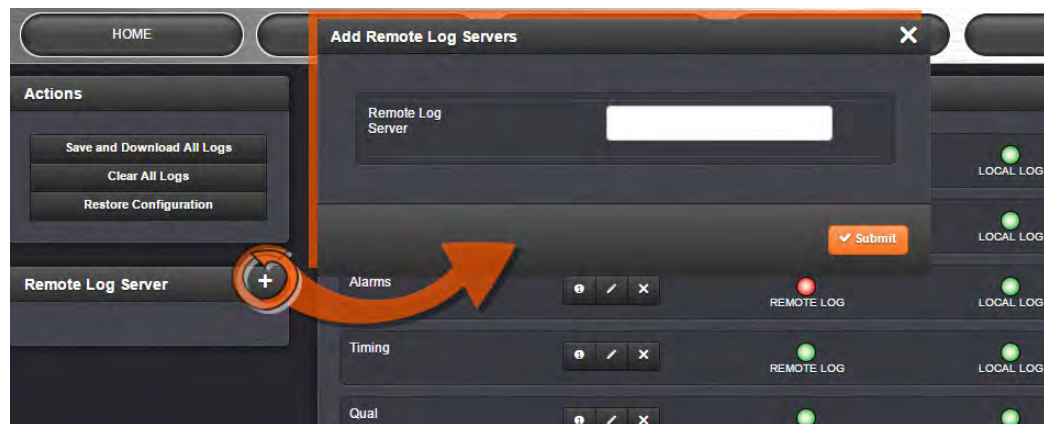 HOME
Add Remote Log Servers
Actions
Remote Log
Server
Save and Download All Logs
Clear All Logs
Restore Configuration
LOCAL LOG
Submit
LOCAL LOG
Remote Log Server
Alarms
REMOTE LOG
LOCAL LOG
Timing
REMOTE LOG
LOCAL LOG
Qual